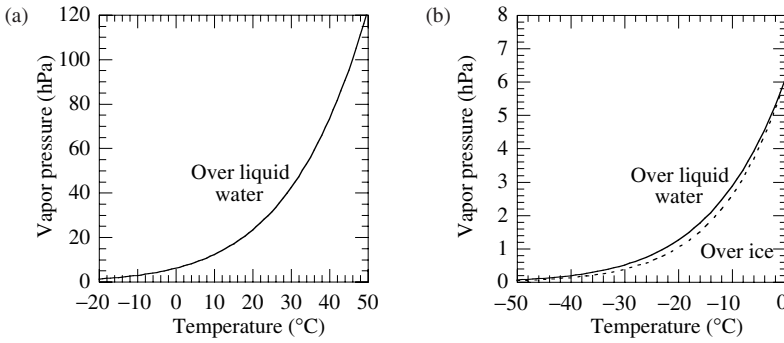 (a)
Vapor pressure (hPa)
120
100
80
60
40
20
0
Over liquid
water
−20 −10 0 10 20 30 40 50
Temperature (°C)
(b)
Vapor pressure (hPa)
8
7
6
5
4
3
2
1
0
Over liquid
water
Over ice
−50 −40 −30 −20 −10 0
Temperature (°C)